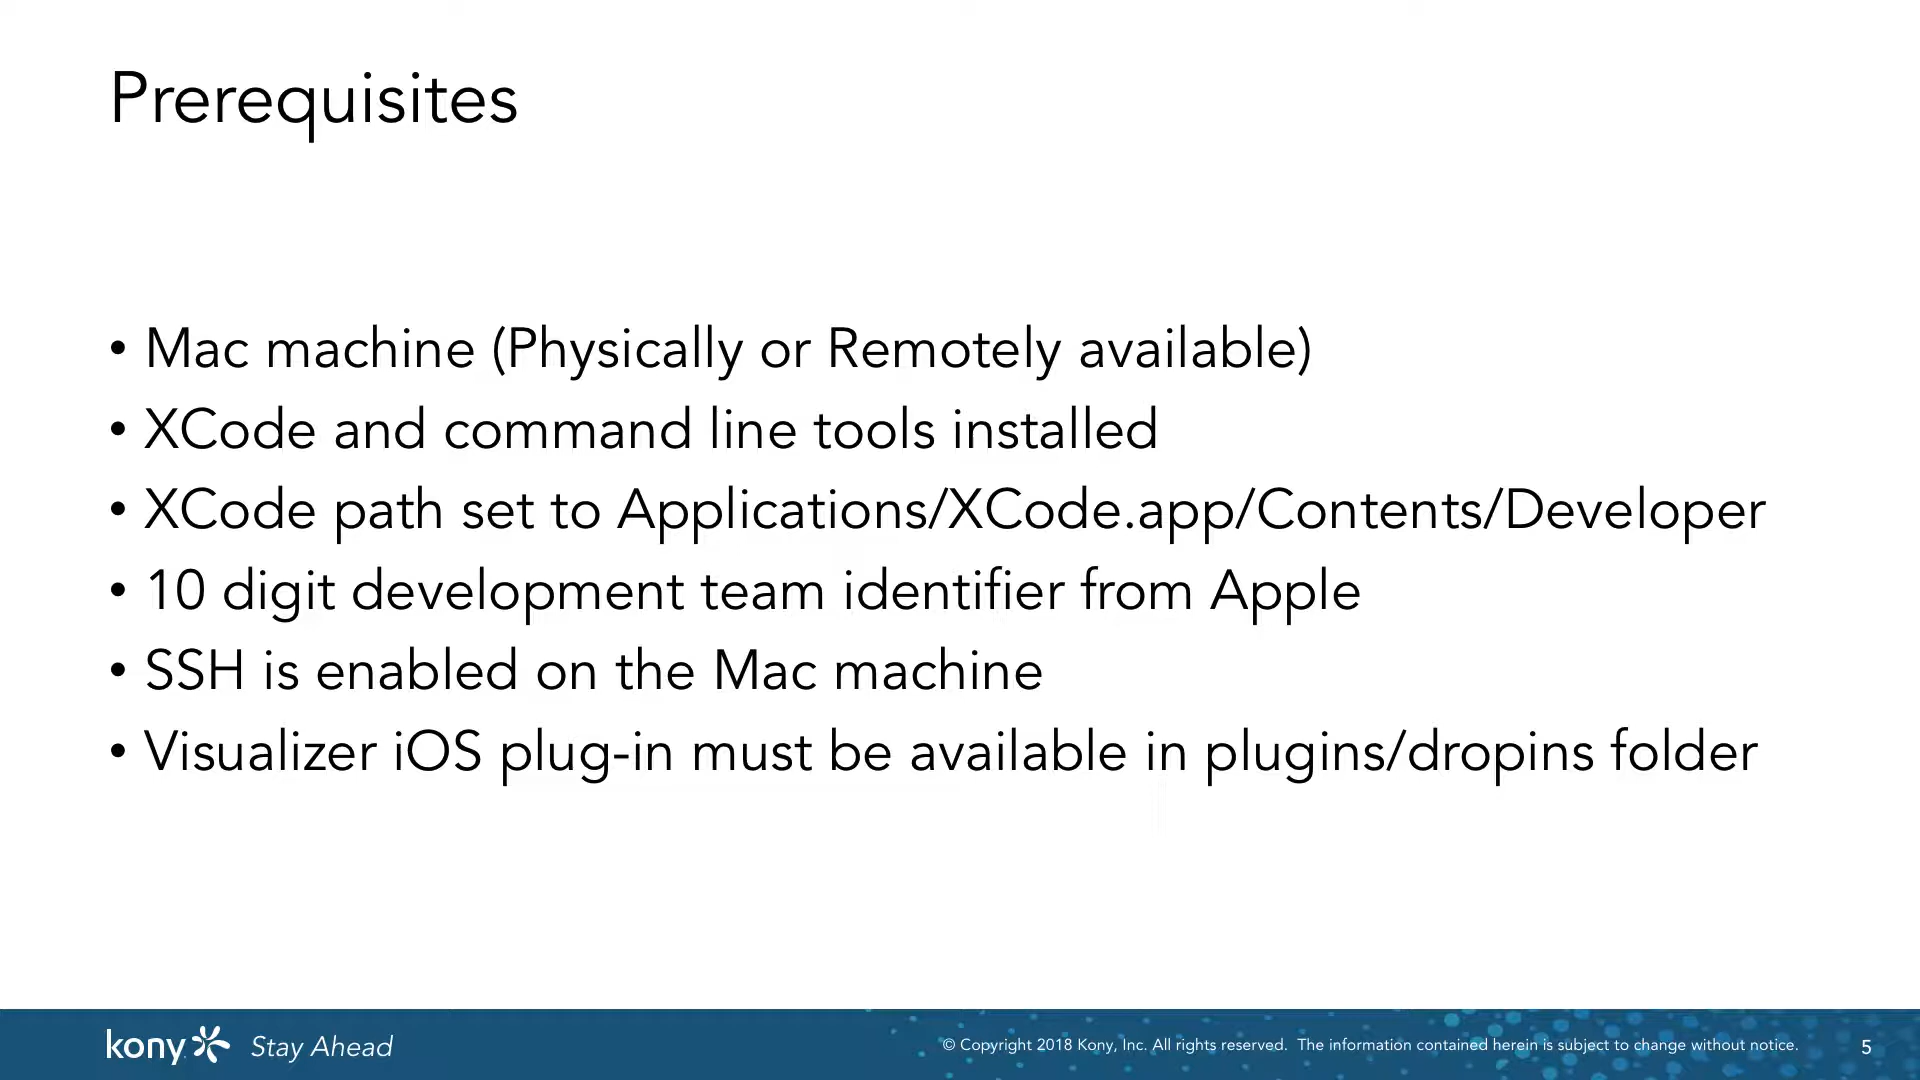 Prerequisites
• Mac machine (Physically or Remotely available)
• XCode and command line tools installed
• XCode path set to Applications/XCode.app/Contents/Developer
• 10 digit development team identifier from Apple
• SSH is enabled on the Mac machine
• Visualizer iOS plug-in must be available in plugins/dropins folder
kony Stay Ahead
© Copyright 2018 Kony, Inc. All rights reserved. The information contained herein is subject to change without notice.
5